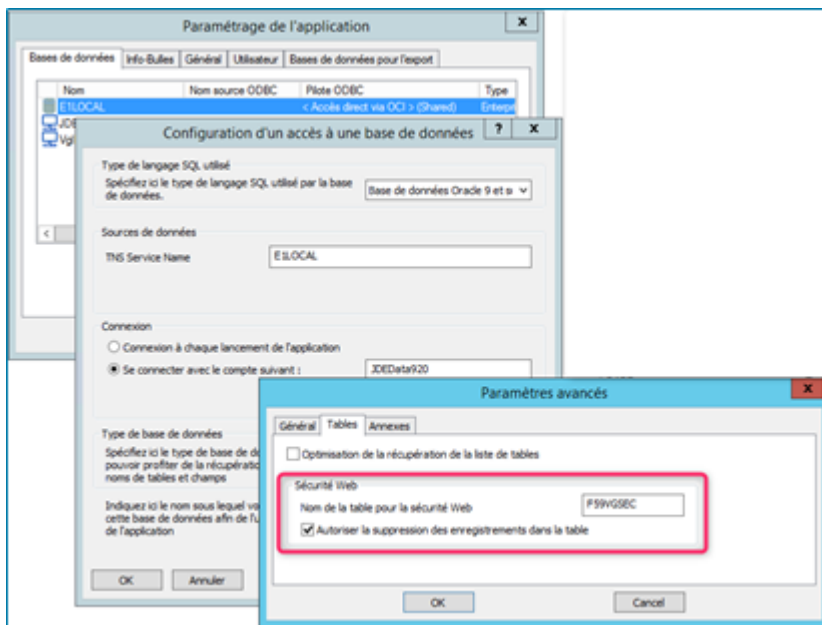 Paramétrage de l'application
x
Bases de données Info-Bulles Général Utilisateur Bases de données pour l'export
Nom Nom source ODBC Pilote ODBC Type
E1LOCAL < Accès direct via OCI > (Shared) Enterpr
JDE
Vgl
Configuration d'un accès à une base de données ? x
Type de langage SQL utilisé
Spécifiez ici le type de langage SQL utilisé par la base
de données.
Base de données Oracle 9 et su
Sources de données
TNS Service Name E1LOCAL
Connexion
Connexion à chaque lancement de l'application
Se connecter avec le compte suivant : JDEData920
Type de base de données
Spécifiez ici le type de base de do
pouvoir profiter de la récupération
noms de tables et champs
Indiquez ici le nom sous lequel vo
cette base de données afin de l'u
de l'application
OK Annuler
Paramètres avancés x
Général Tables Annexes
Optimisation de la récupération de la liste de tables
Sécurité Web
Nom de la table pour la sécurité Web F59VGSEC
Autoriser la suppression des enregistrements dans la table
OK Cancel